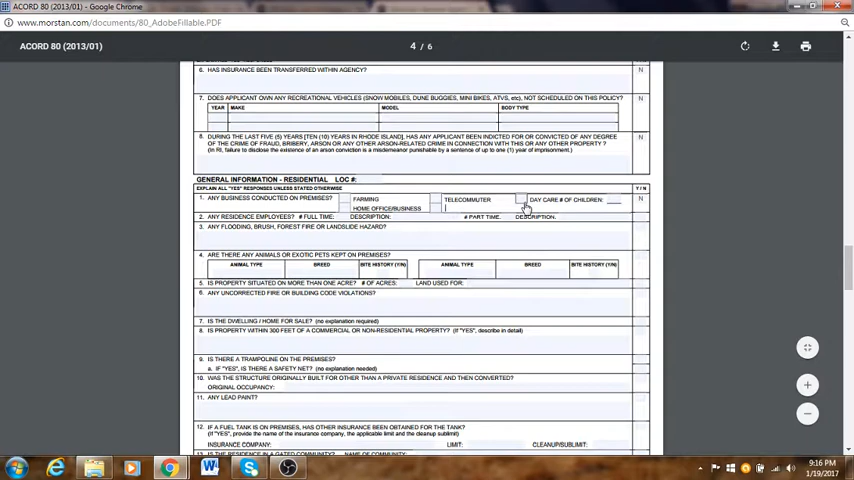 ACORD 80 (2013/01) - Google Chrome
www.morstan.com/documents/80_AdobeFillable.PDF
ACORD 80 (2013/01)
4 / 6
6. HAS INSURANCE BEEN TRANSFERRED WITHIN AGENCY? N
7. DOES APPLICANT OWN ANY RECREATIONAL VEHICLES (SNOW MOBILES, DUNE BUGGIES, MINI BIKES, ATVS, etc), NOT SCHEDULED ON THIS POLICY? N
YEAR MAKE MODEL BODY TYPE
8. DURING THE LAST FIVE (5) YEARS [TEN (10) YEARS IN RHODE ISLAND], HAS ANY APPLICANT BEEN INDICTED FOR OR CONVICTED OF ANY DEGREE N
OF THE CRIME OF FRAUD, BRIBERY, ARSON OR ANY OTHER ARSON-RELATED CRIME IN CONNECTION WITH THIS OR ANY OTHER PROPERTY?
(In RI, failure to disclose the existence of an arson conviction is a misdemeanor punishable by a sentence of up to one (1) year of imprisonment.)
GENERAL INFORMATION - RESIDENTIAL LOC #:
EXPLAIN ALL "YES" RESPONSES UNLESS STATED OTHERWISE Y / N
1. ANY BUSINESS CONDUCTED ON PREMISES? FARMING TELECOMMUTER DAY CARE # OF CHILDREN: N
HOME OFFICE/BUSINESS
2. ANY RESIDENCE EMPLOYEES? # FULL TIME: DESCRIPTION: # PART TIME: DESCRIPTION:
3. ANY FLOODING, BRUSH, FOREST FIRE OR LANDSLIDE HAZARD?
4. ARE THERE ANY ANIMALS OR EXOTIC PETS KEPT ON PREMISES?
ANIMAL TYPE BREED BITE HISTORY (Y/N) ANIMAL TYPE BREED BITE HISTORY (Y/N)
5. IS PROPERTY SITUATED ON MORE THAN ONE ACRE? # OF ACRES: LAND USED FOR:
6. ANY UNCORRECTED FIRE OR BUILDING CODE VIOLATIONS?
7. IS THE DWELLING / HOME FOR SALE? (no explanation required)
8. IS PROPERTY WITHIN 300 FEET OF A COMMERCIAL OR NON-RESIDENTIAL PROPERTY? (If "YES", describe in detail)
9. IS THERE A TRAMPOLINE ON THE PREMISES?
a. IF "YES", IS THERE A SAFETY NET? (no explanation needed)
10. WAS THE STRUCTURE ORIGINALLY BUILT FOR OTHER THAN A PRIVATE RESIDENCE AND THEN CONVERTED?
ORIGINAL OCCUPANCY:
11. ANY LEAD PAINT?
12. IF A FUEL TANK IS ON PREMISES, HAS OTHER INSURANCE BEEN OBTAINED FOR THE TANK?
(If "YES", provide the name of the insurance company, the applicable limit and the cleanup sublimit)
INSURANCE COMPANY: LIMIT: CLEANUP/SUBLIMIT:
13. IS RESIDENCE IN A GATED COMMUNITY? NAME OF COMMUNITY:
9:16 PM
1/19/2017